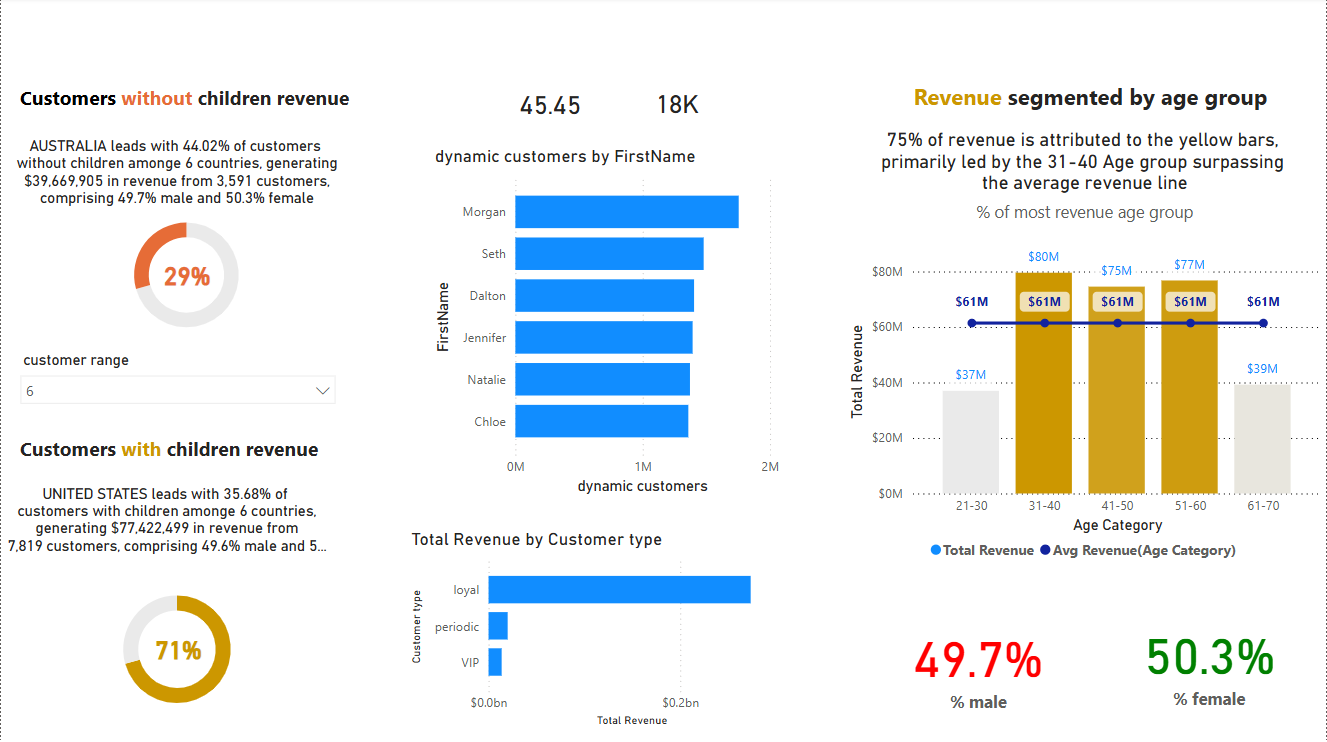 Customers without children revenue
AUSTRALIA leads with 44.02% of customers
without children amonge 6 countries, generating
$39,669,905 in revenue from 3,591 customers,
comprising 49.7% male and 50.3% female
29%
customer range
6
Customers with children revenue
UNITED STATES leads with 35.68% of
customers with children amonge 6 countries,
generating $77,422,499 in revenue from
7,819 customers, comprising 49.6% male and 5...
71%
45.45
18K
dynamic customers by FirstName
FirstName
Morgan
Seth
Dalton
Jennifer
Natalie
Chloe
0M
1M
2M
dynamic customers
Total Revenue by Customer type
Customer type
loyal
periodic
VIP
$0.0bn
$0.2bn
Total Revenue
Revenue segmented by age group
75% of revenue is attributed to the yellow bars,
primarily led by the 31-40 Age group surpassing
the average revenue line
% of most revenue age group
Total Revenue
$80M
$60M
$40M
$20M
$0M
$80M
$75M
$77M
$61M
$61M
$61M
$61M
$61M
$37M
$39M
21-30
31-40
41-50
51-60
61-70
Age Category
Total Revenue
Avg Revenue(Age Category)
49.7%
% male
50.3%
% female